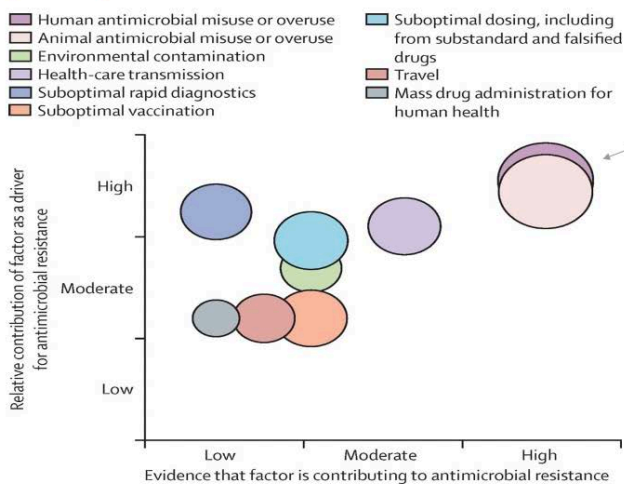 Human antimicrobial misuse or overuse
Animal antimicrobial misuse or overuse
Environmental contamination
Health-care transmission
Suboptimal rapid diagnostics
Suboptimal vaccination
Suboptimal dosing, including
from substandard and falsified
drugs
Travel
Mass drug administration for
human health
Relative contribution of factor as a driver
for antimicrobial resistance
High
Moderate
Low
Low
Moderate
High
Evidence that factor is contributing to antimicrobial resistance